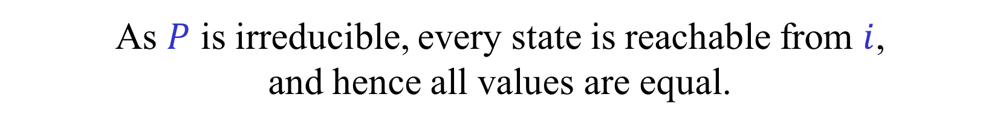 As P is irreducible, every state is reachable from i,
and hence all values are equal.